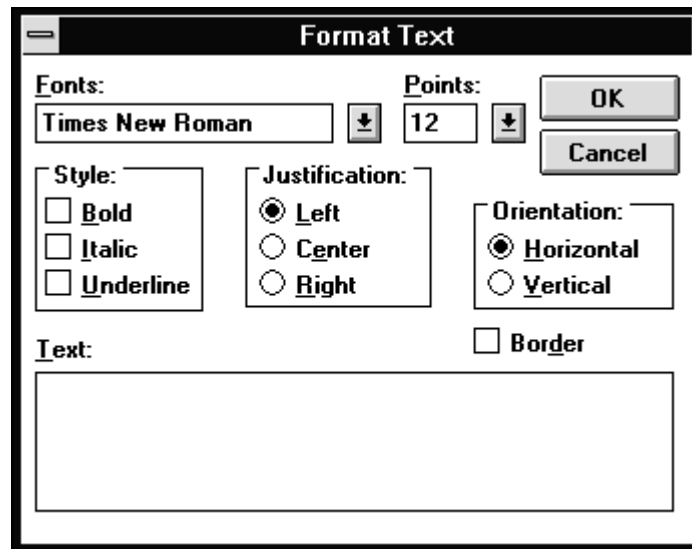 Format Text
Fonts:
Points:
Times New Roman
12
OK
Cancel
Style:
Bold
Italic
Underline
Justification:
Left
Center
Right
Orientation:
Horizontal
Vertical
Border
Text: